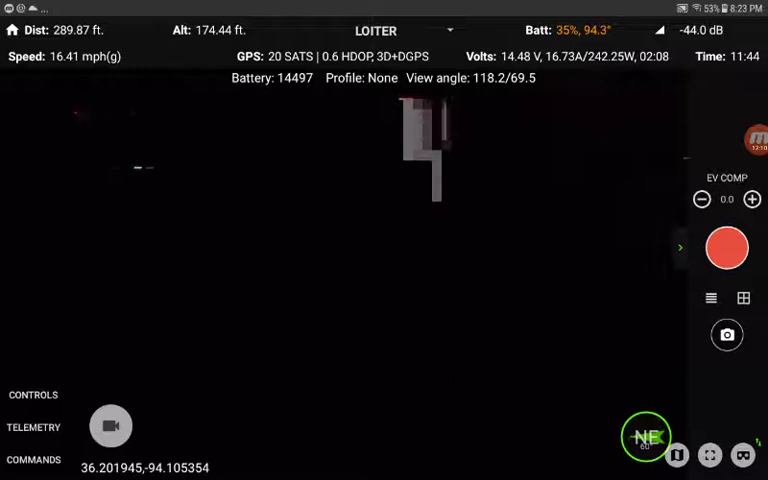 53% 8:23 PM
Dist: 289.87 ft. Alt: 174.44 ft. LOITER Batt: 35%, 94.3° -44.0 dB
Speed: 16.41 mph(g) GPS: 20 SATS | 0.6 HDOP, 3D+DGPS Volts: 14.48 V, 16.73A/242.25W, 02:08 Time: 11:44
Battery: 14497 Profile: None View angle: 118.2/69.5
12:10
EV COMP
0.0
CONTROLS
TELEMETRY
NE
60
COMMANDS
36.201945,-94.105354